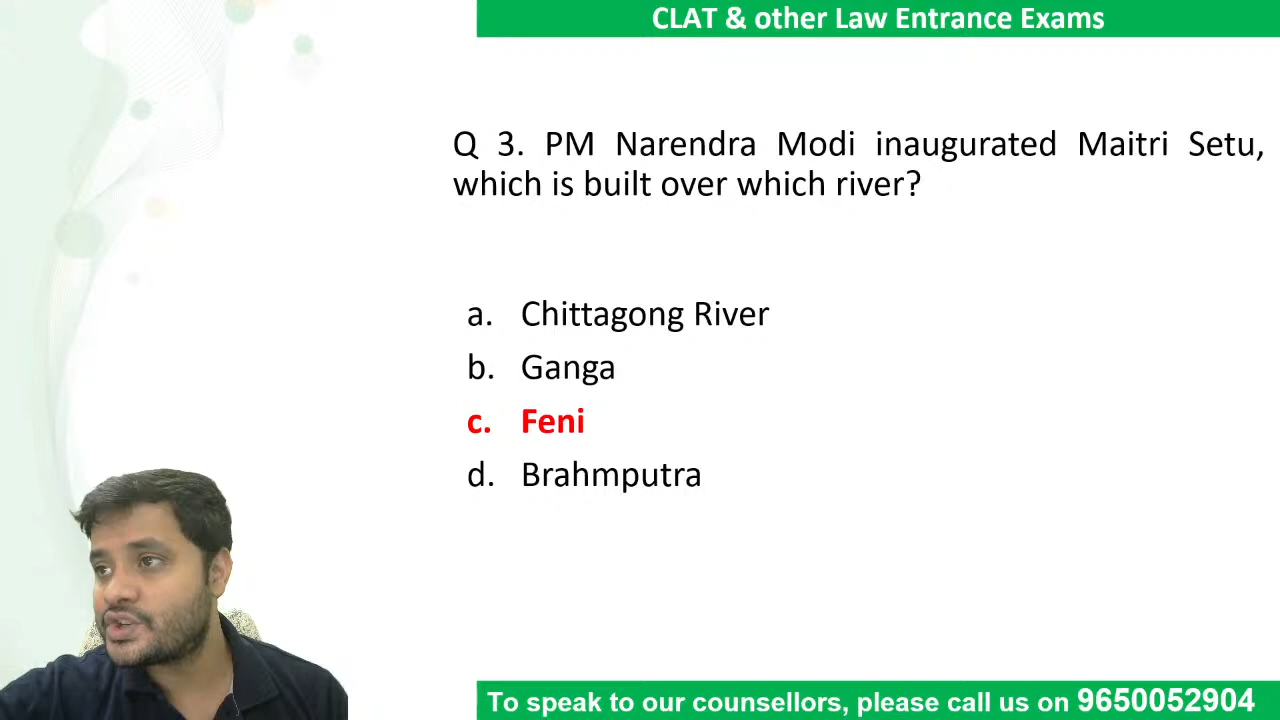 CLAT & other Law Entrance Exams
Q 3. PM Narendra Modi inaugurated Maitri Setu,
which is built over which river?
a. Chittagong River
b. Ganga
c. Feni
d. Brahmputra
To speak to our counsellors, please call us on 9650052904